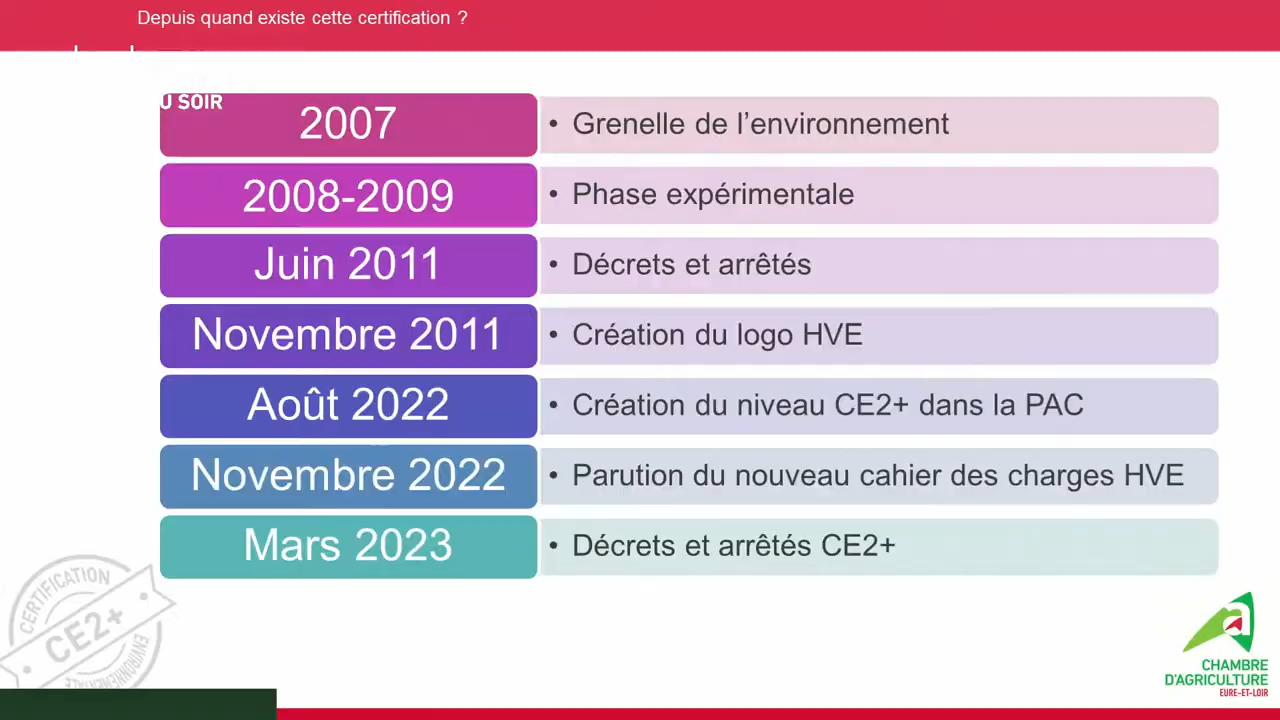 Depuis quand existe cette certification ?
U SOIR
2007
• Grenelle de l’environnement
2008-2009
• Phase expérimentale
Juin 2011
• Décrets et arrêtés
Novembre 2011
• Création du logo HVE
Août 2022
• Création du niveau CE2+ dans la PAC
Novembre 2022
• Parution du nouveau cahier des charges HVE
Mars 2023
• Décrets et arrêtés CE2+
CERTIFICATION
CE2+
ENVIRONNEMENTALE
CHAMBRE
D'AGRICULTURE
EURE-ET-LOIR